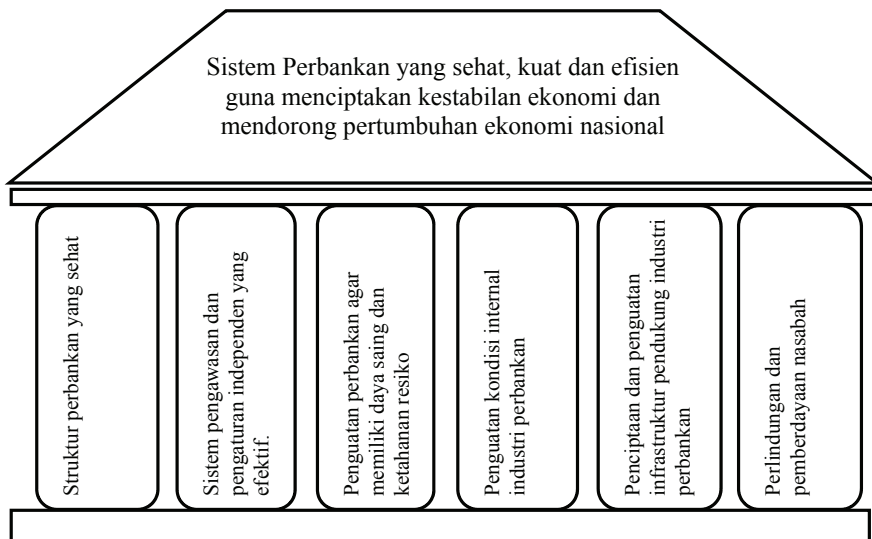 Sistem Perbankan yang sehat, kuat dan efisien
guna menciptakan kestabilan ekonomi dan
mendorong pertumbuhan ekonomi nasional
Struktur perbankan yang sehat
Sistem pengawasan dan
pengaturan independen yang
efektif.
Penguatan perbankan agar
memiliki daya saing dan
ketahanan resiko
Penguatan kondisi internal
industri perbankan
Penciptaan dan penguatan
infrastruktur pendukung industri
perbankan
Perlindungan dan
pemberdayaan nasabah